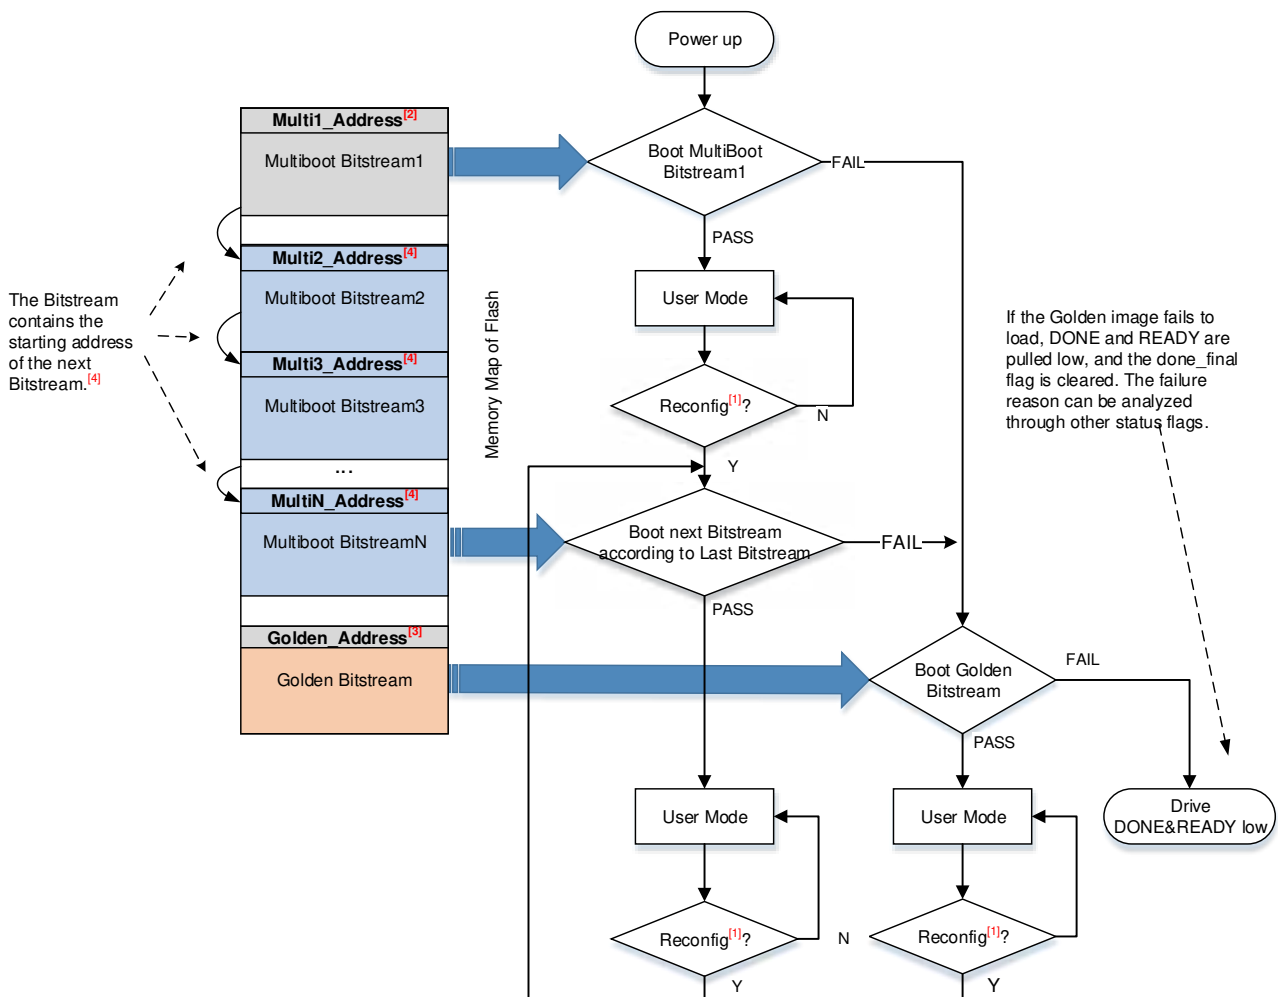 Power up
Multi1_Address[2]
Multiboot Bitstream1
Boot MultiBoot
Bitstream1
FAIL
PASS
Multi2_Address[4]
Multiboot Bitstream2
User Mode
The Bitstream
contains the
starting address
of the next
Bitstream.[4]
Memory Map of Flash
If the Golden image fails to
load, DONE and READY are
pulled low, and the done_final
flag is cleared. The failure
reason can be analyzed
through other status flags.
Multi3_Address[4]
Multiboot Bitstream3
Reconfig[1]?
N
Y
...
MultiN_Address[4]
Multiboot BitstreamN
Boot next Bitstream
according to Last Bitstream
FAIL
PASS
Golden_Address[3]
Golden Bitstream
Boot Golden
Bitstream
FAIL
PASS
User Mode
User Mode
Drive
DONE&READY low
Reconfig[1]?
N
Reconfig[1]?
Y
Y